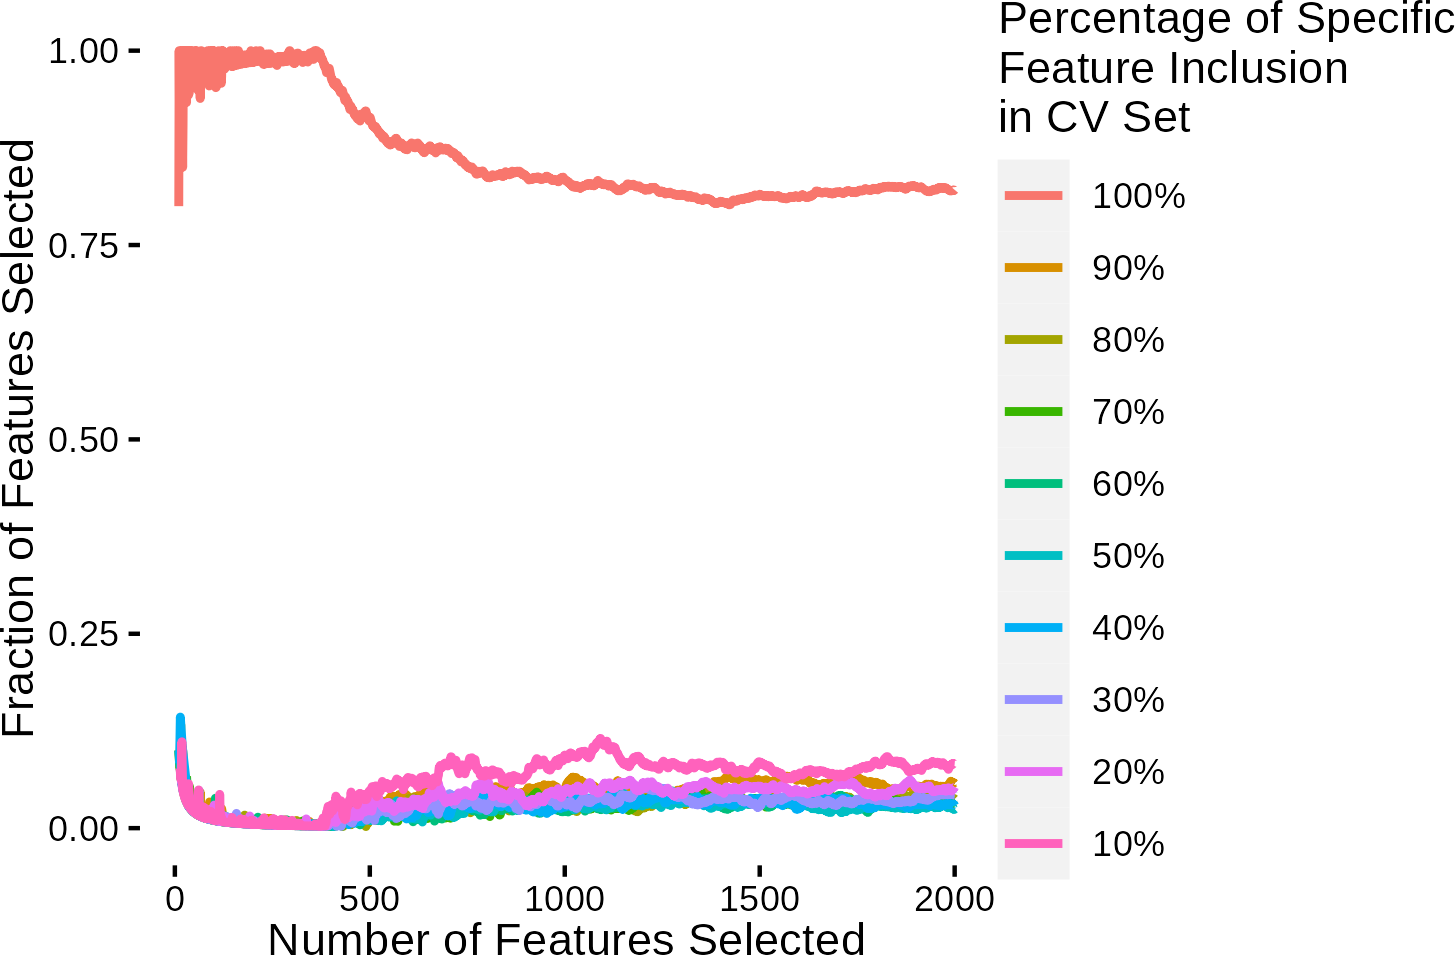 Percentage of Specific
Feature Inclusion
in CV Set
100%
90%
80%
70%
60%
50%
40%
30%
20%
10%
Fraction of Features Selected
1.00
0.75
0.50
0.25
0.00
0 500 1000 1500 2000
Number of Features Selected